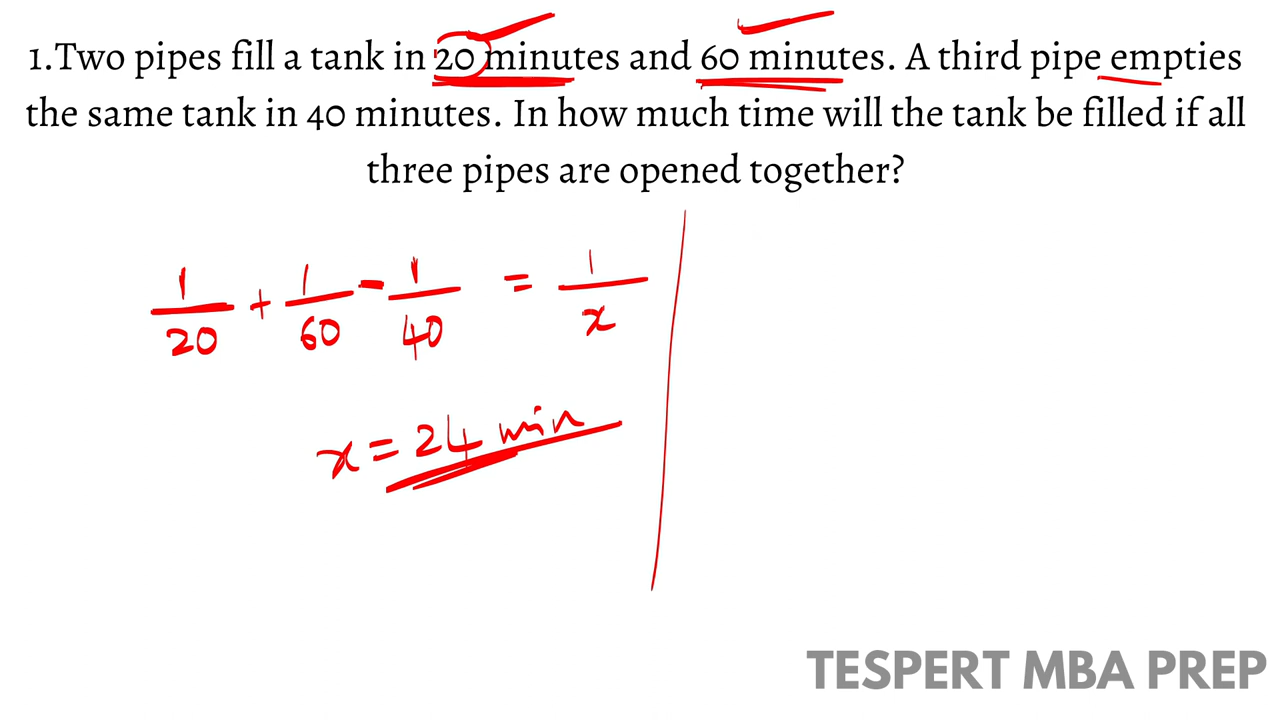 1.Two pipes fill a tank in 20 minutes and 60 minutes. A third pipe empties
the same tank in 40 minutes. In how much time will the tank be filled if all
three pipes are opened together?
1/20 + 1/60 - 1/40 = 1/x
x = 24 min
TESPERT MBA PREP